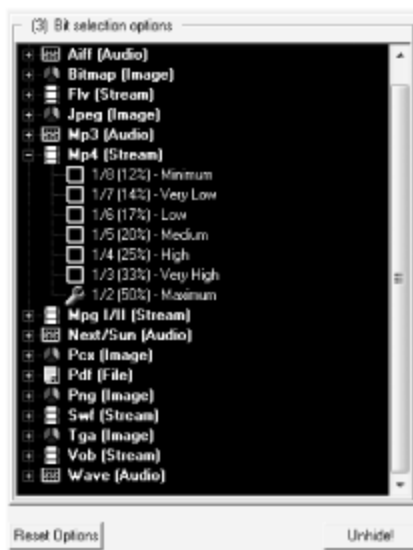 (3) Bit selection options
Aiff (Audio)
Bitmap (Image)
Flv (Stream)
Jpeg (Image)
Mp3 (Audio)
Mp4 (Stream)
1/8 (12%) - Minimum
1/7 (14%) - Very Low
1/6 (17%) - Low
1/5 (20%) - Medium
1/4 (25%) - High
1/3 (33%) - Very High
1/2 (50%) - Maximum
Mpg I/II (Stream)
Next/Sun (Audio)
Pcx (Image)
Pdf (File)
Png (Image)
Swf (Stream)
Tga (Image)
Vob (Stream)
Wave (Audio)
Reset Options Unhide!